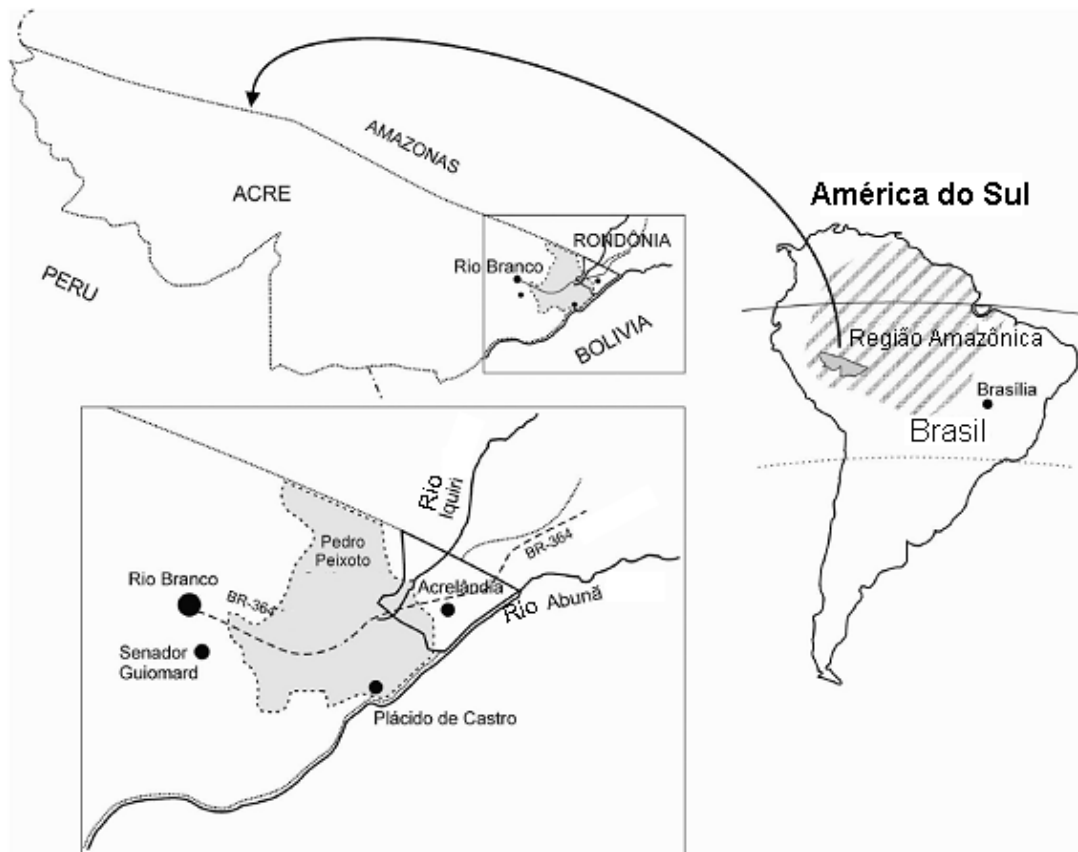 AMAZONAS
ACRE
PERU
RONDÔNIA
Rio Branco
BOLIVIA
América do Sul
Região Amazônica
Brasília
Brasil
Rio
Iquiri
Pedro
Peixoto
BR-364
Rio Branco
BR-364
Acrelândia
Rio Abunã
Senador
Guiomard
Plácido de Castro